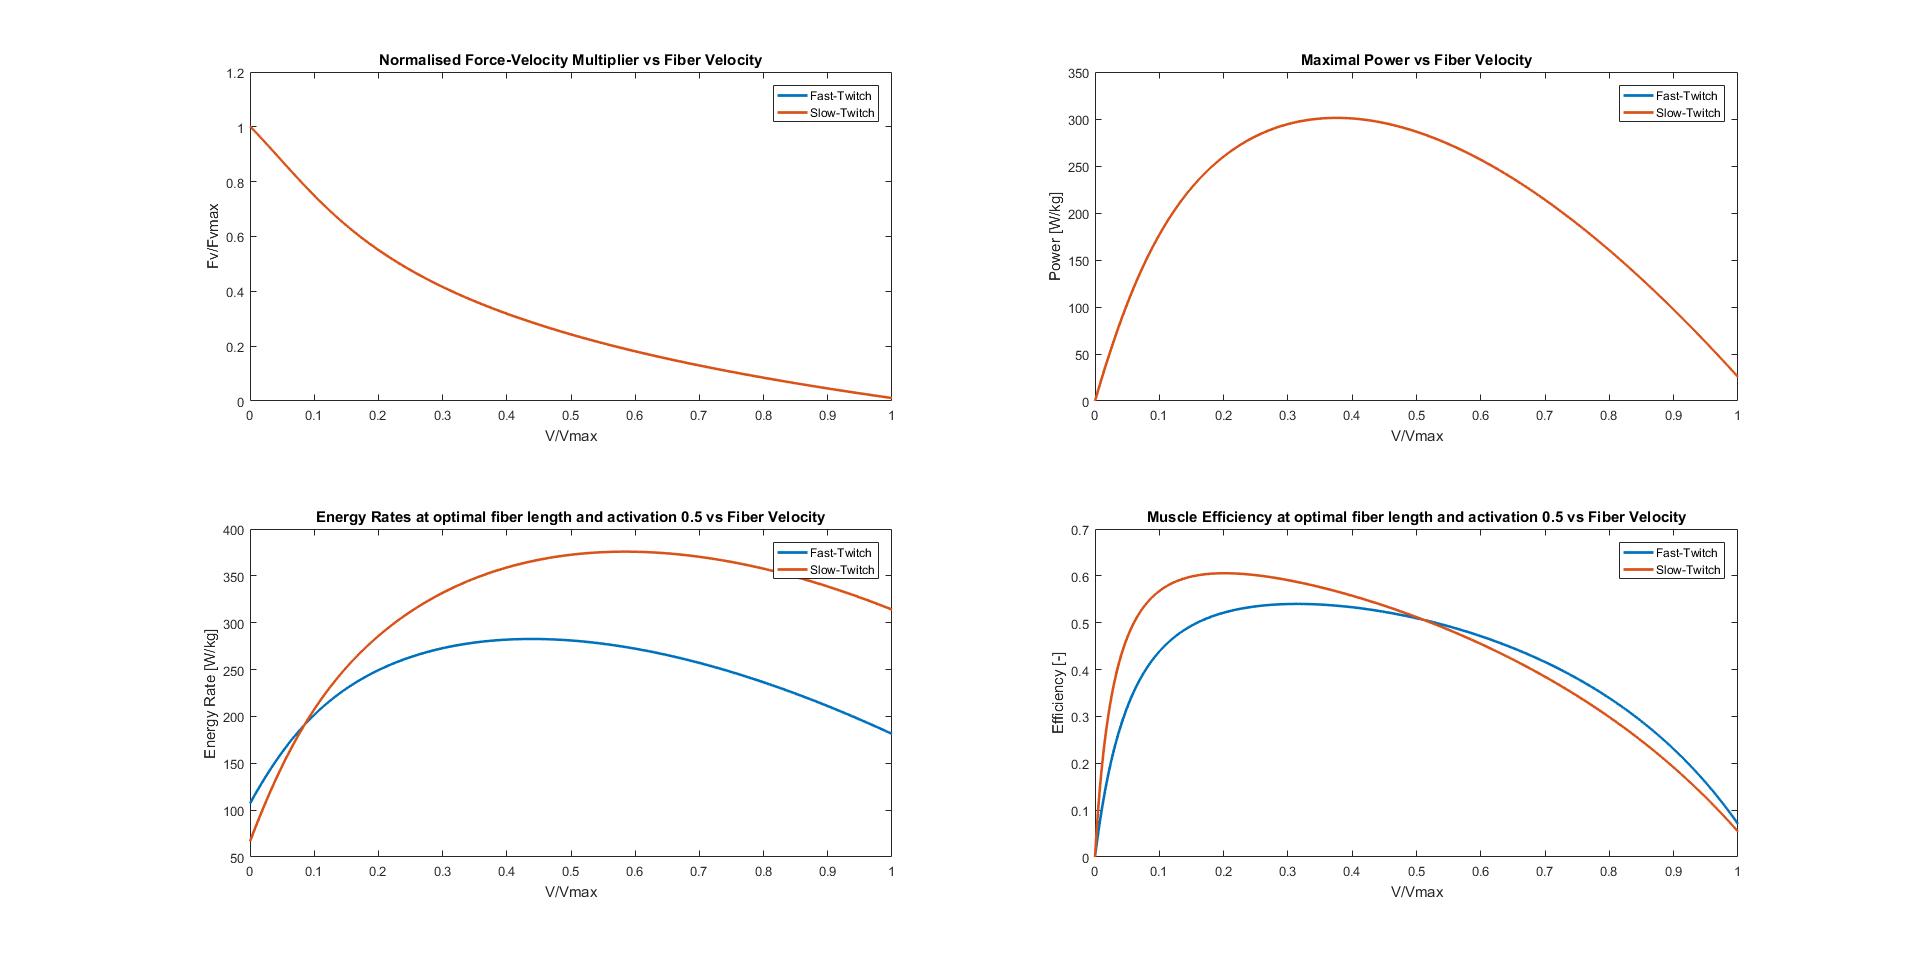 Normalised Force-Velocity Multiplier vs Fiber Velocity
1.2
1
0.8
0.6
0.4
0.2
0
Fv/Fvmax
Fast-Twitch
Slow-Twitch
0 0.1 0.2 0.3 0.4 0.5 0.6 0.7 0.8 0.9 1
V/Vmax
Maximal Power vs Fiber Velocity
350
300
250
200
150
100
50
0
Power [W/kg]
Fast-Twitch
Slow-Twitch
0 0.1 0.2 0.3 0.4 0.5 0.6 0.7 0.8 0.9 1
V/Vmax
Energy Rates at optimal fiber length and activation 0.5 vs Fiber Velocity
400
350
300
250
200
150
100
50
Energy Rate [W/kg]
Fast-Twitch
Slow-Twitch
0 0.1 0.2 0.3 0.4 0.5 0.6 0.7 0.8 0.9 1
V/Vmax
Muscle Efficiency at optimal fiber length and activation 0.5 vs Fiber Velocity
0.7
0.6
0.5
0.4
0.3
0.2
0.1
0
Efficiency [-]
Fast-Twitch
Slow-Twitch
0 0.1 0.2 0.3 0.4 0.5 0.6 0.7 0.8 0.9 1
V/Vmax